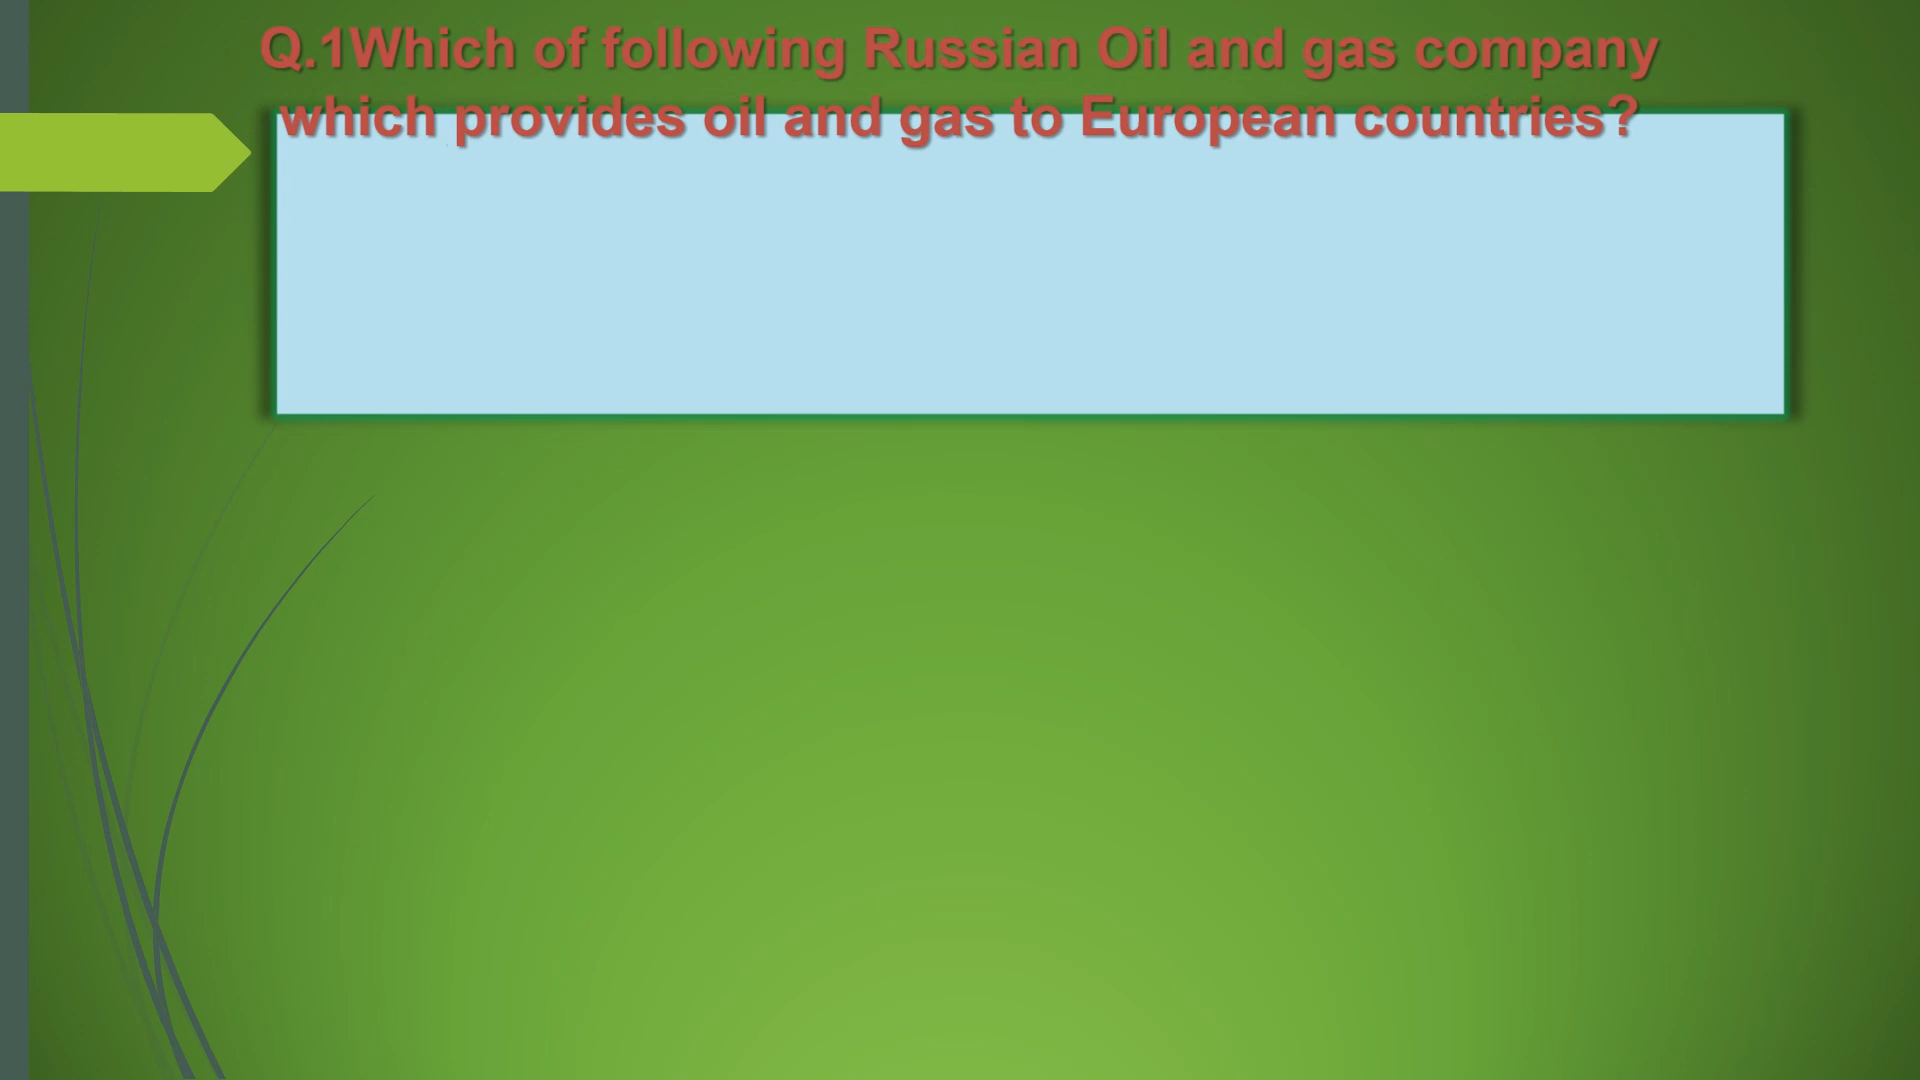 Q.1Which of following Russian Oil and gas company
which provides oil and gas to European countries?